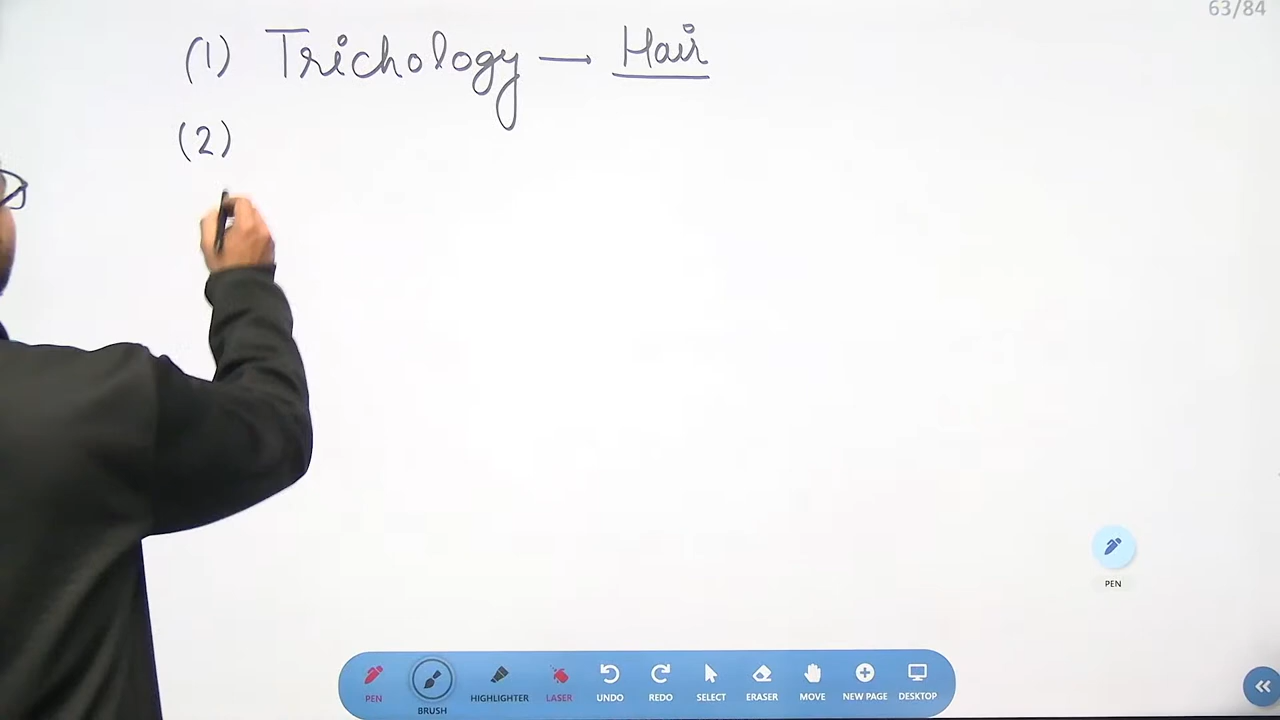 63/84
(1) Trichology → Hair
(2)
PEN
PEN
BRUSH
HIGHLIGHTER
LASER
UNDO
REDO
SELECT
ERASER
MOVE
NEW PAGE
DESKTOP